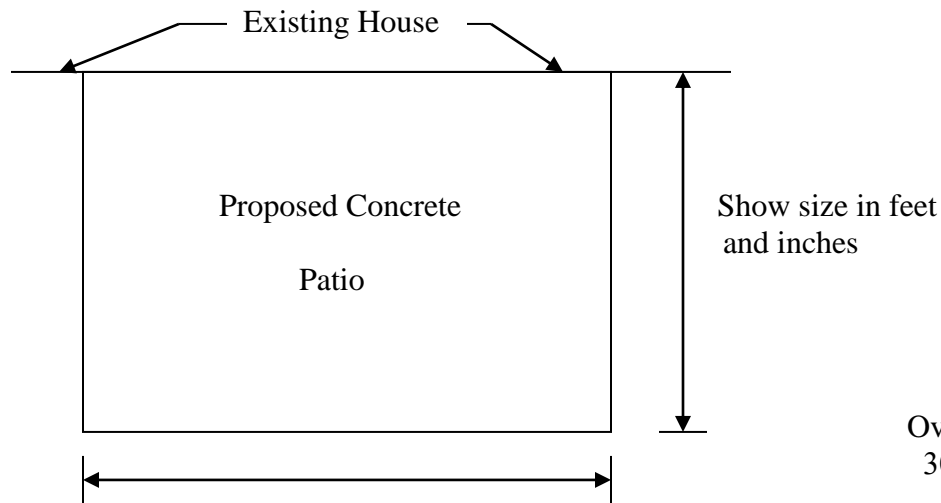 Existing House
Proposed Concrete
Patio
Show size in feet
and inches